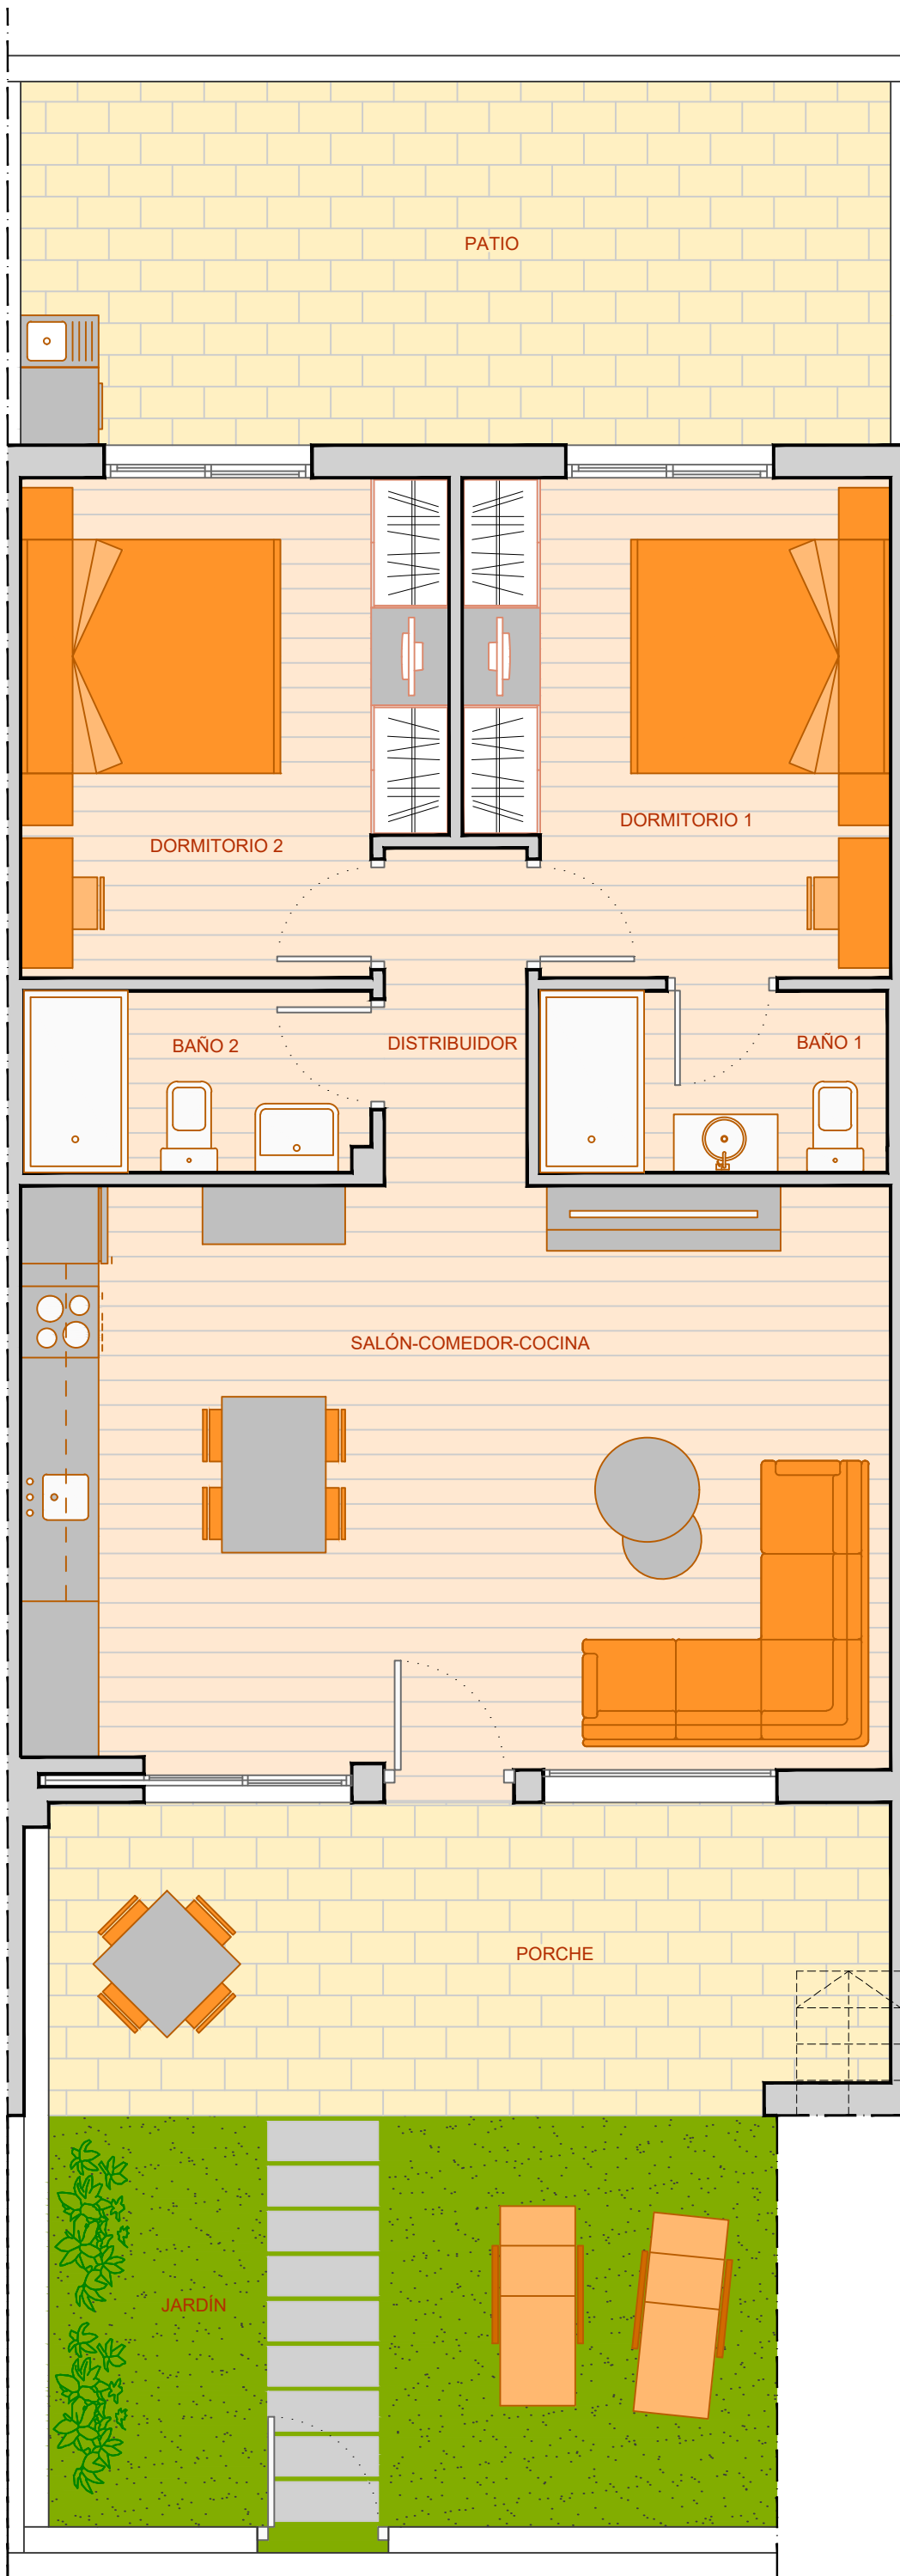 PATIO
DORMITORIO 1
DORMITORIO 2
BAÑO 2
DISTRIBUIDOR
BAÑO 1
SALÓN-COMEDOR-COCINA
PORCHE
JARDÍN